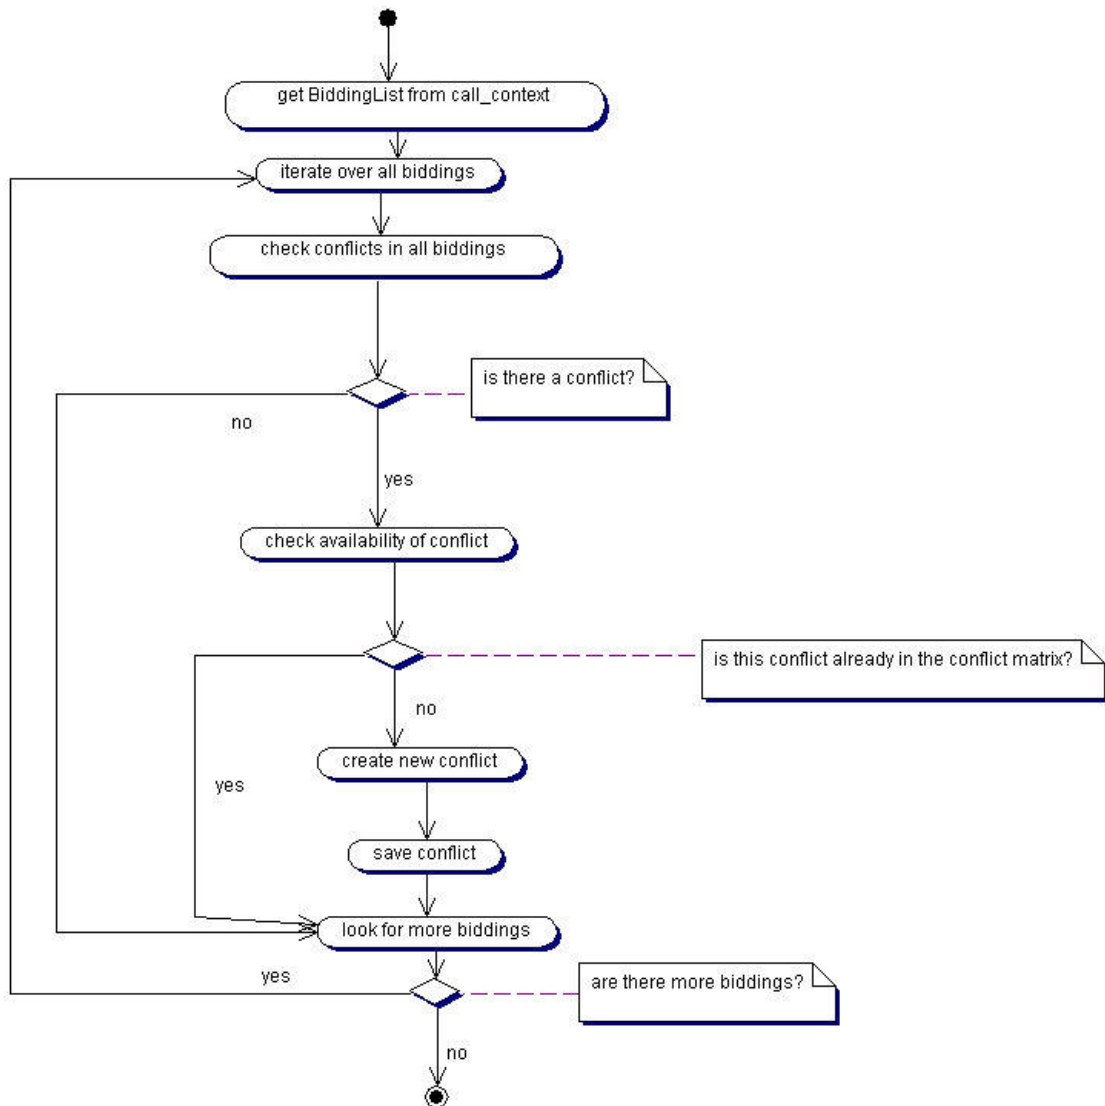 get BiddingList from call_context
iterate over all biddings
check conflicts in all biddings
is there a conflict?
no
yes
check availability of conflict
is this conflict already in the conflict matrix?
no
create new conflict
yes
save conflict
look for more biddings
yes
are there more biddings?
no